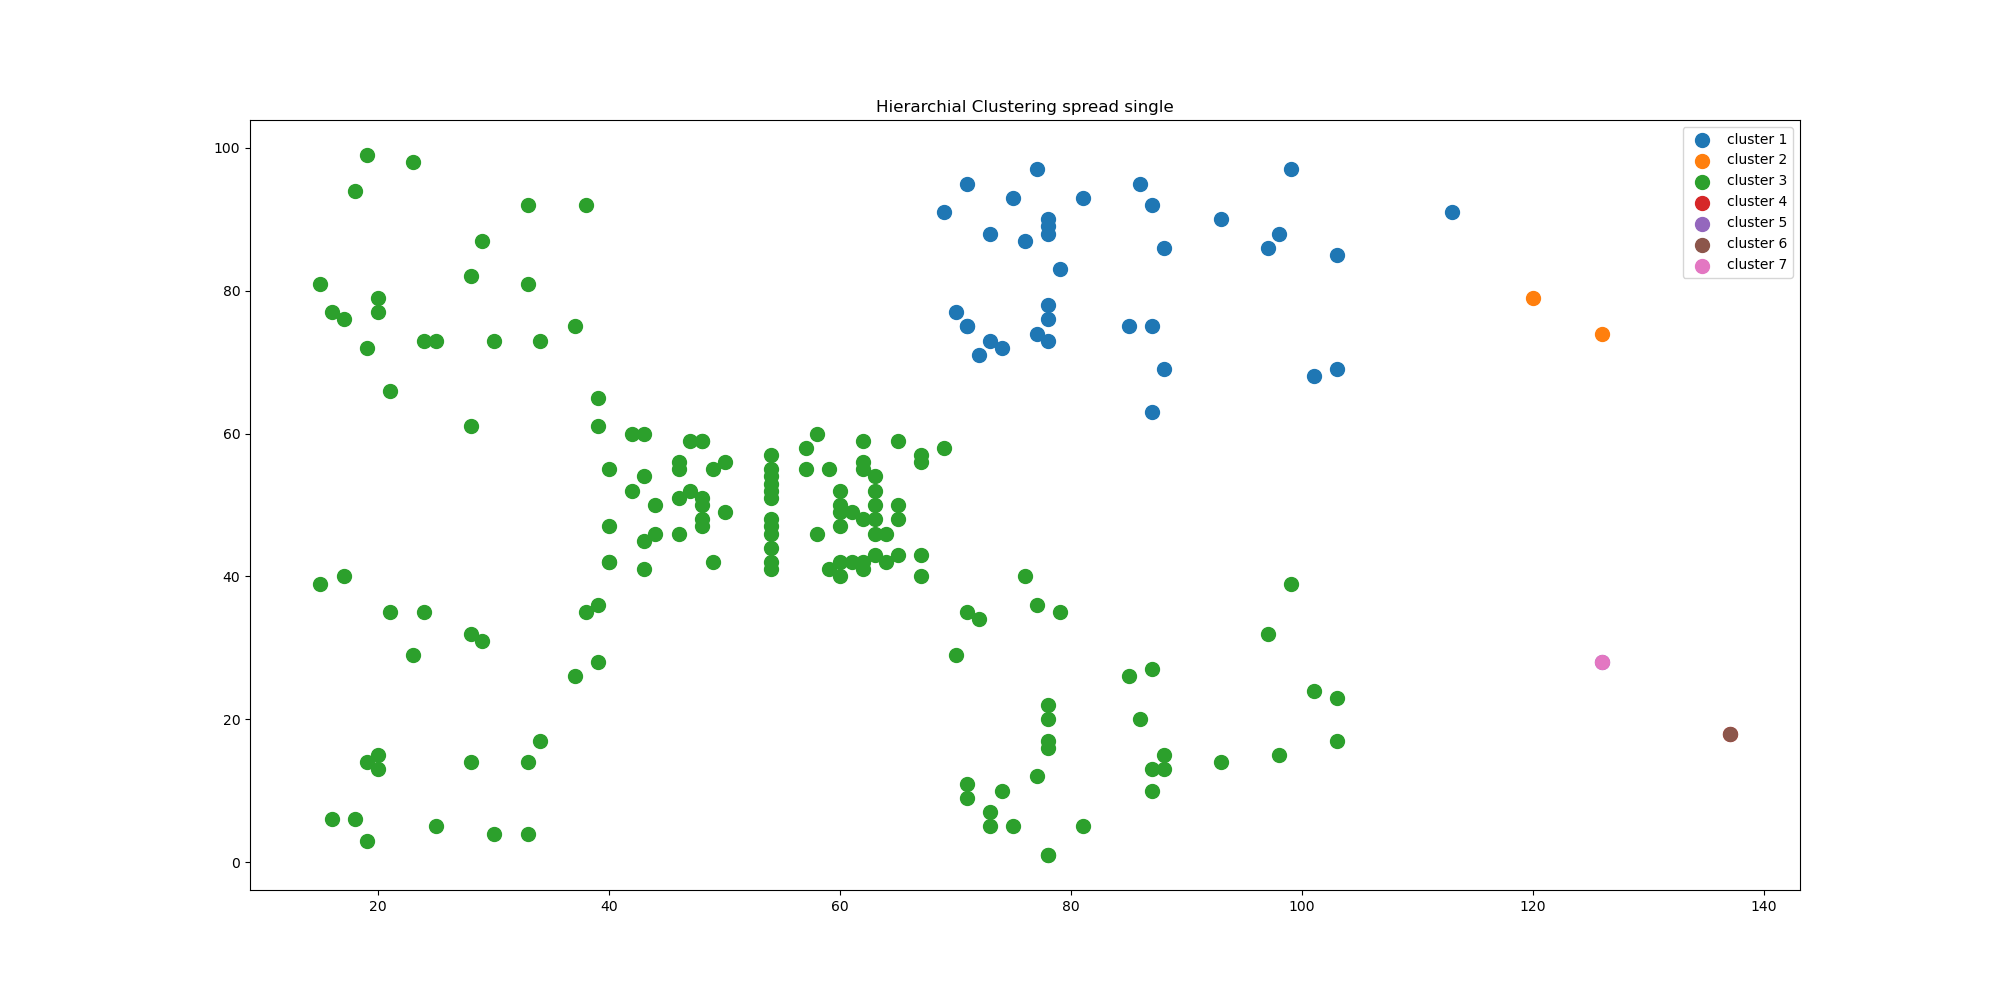 Hierarchial Clustering spread single
cluster 1
cluster 2
cluster 3
cluster 4
cluster 5
cluster 6
cluster 7
100
80
60
40
20
0
20 40 60 80 100 120 140